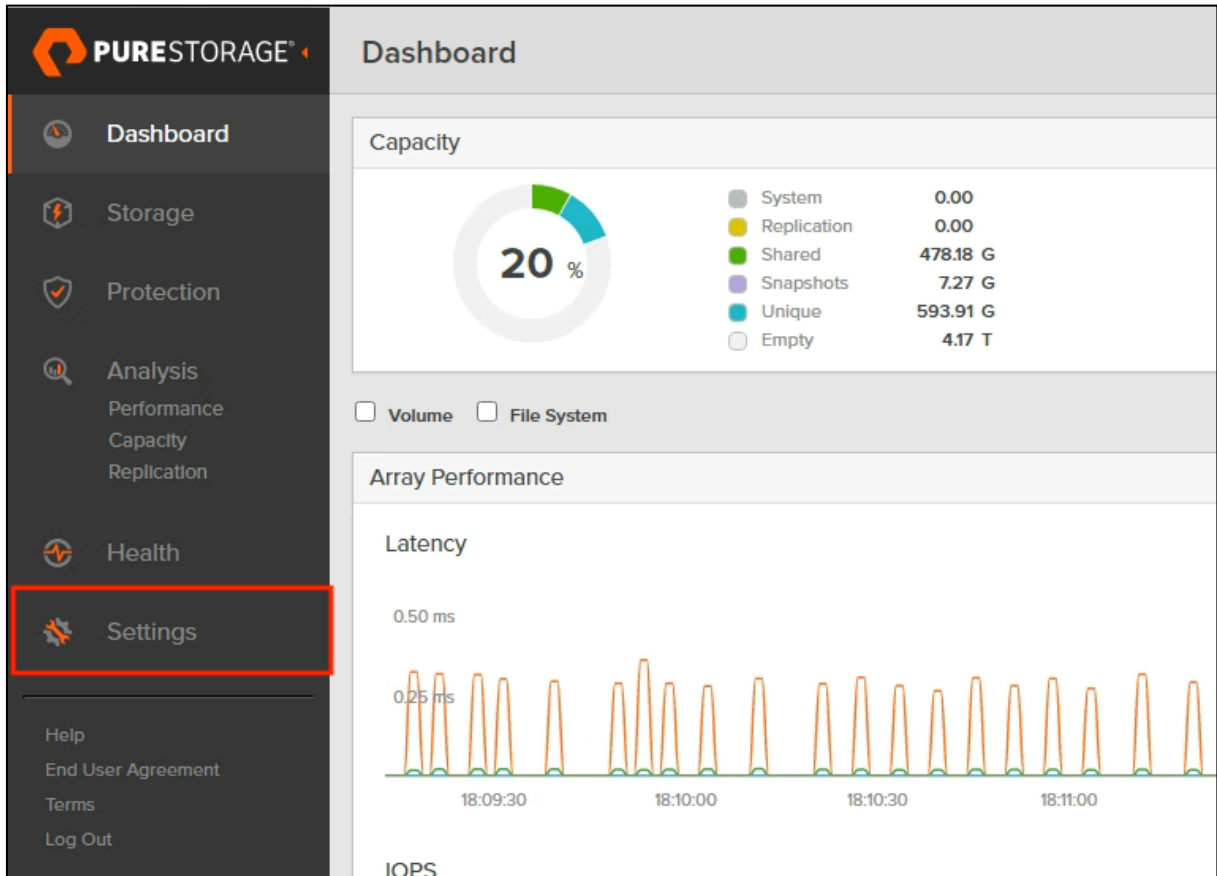 PURESTORAGE®
Dashboard
Storage
Protection
Analysis
Performance
Capacity
Replication
Health
Settings
Help
End User Agreement
Terms
Log Out
Dashboard
Capacity
20 %
System 0.00
Replication 0.00
Shared 478.18 G
Snapshots 7.27 G
Unique 593.91 G
Empty 4.17 T
Volume File System
Array Performance
Latency
0.50 ms
0.25 ms
18:09:30 18:10:00 18:10:30 18:11:00
IOPS